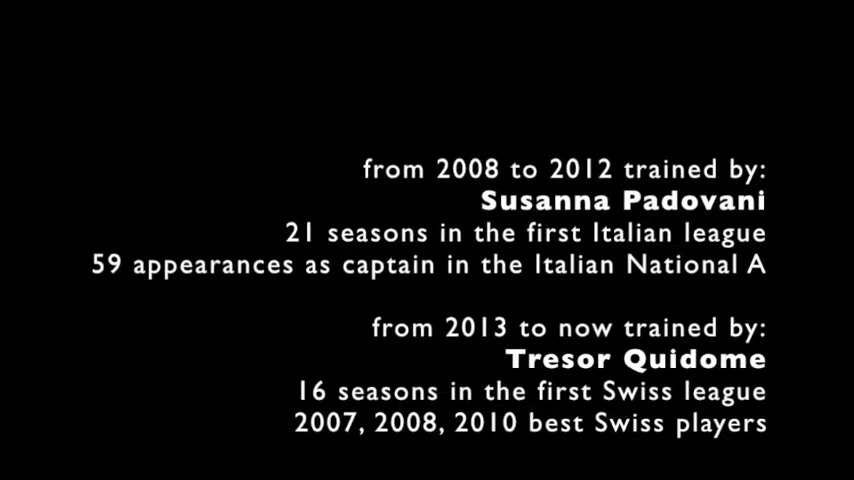 from 2008 to 2012 trained by:
Susanna Padovani
21 seasons in the first Italian league
59 appearances as captain in the Italian National A
from 2013 to now trained by:
Tresor Quidome
16 seasons in the first Swiss league
2007, 2008, 2010 best Swiss players